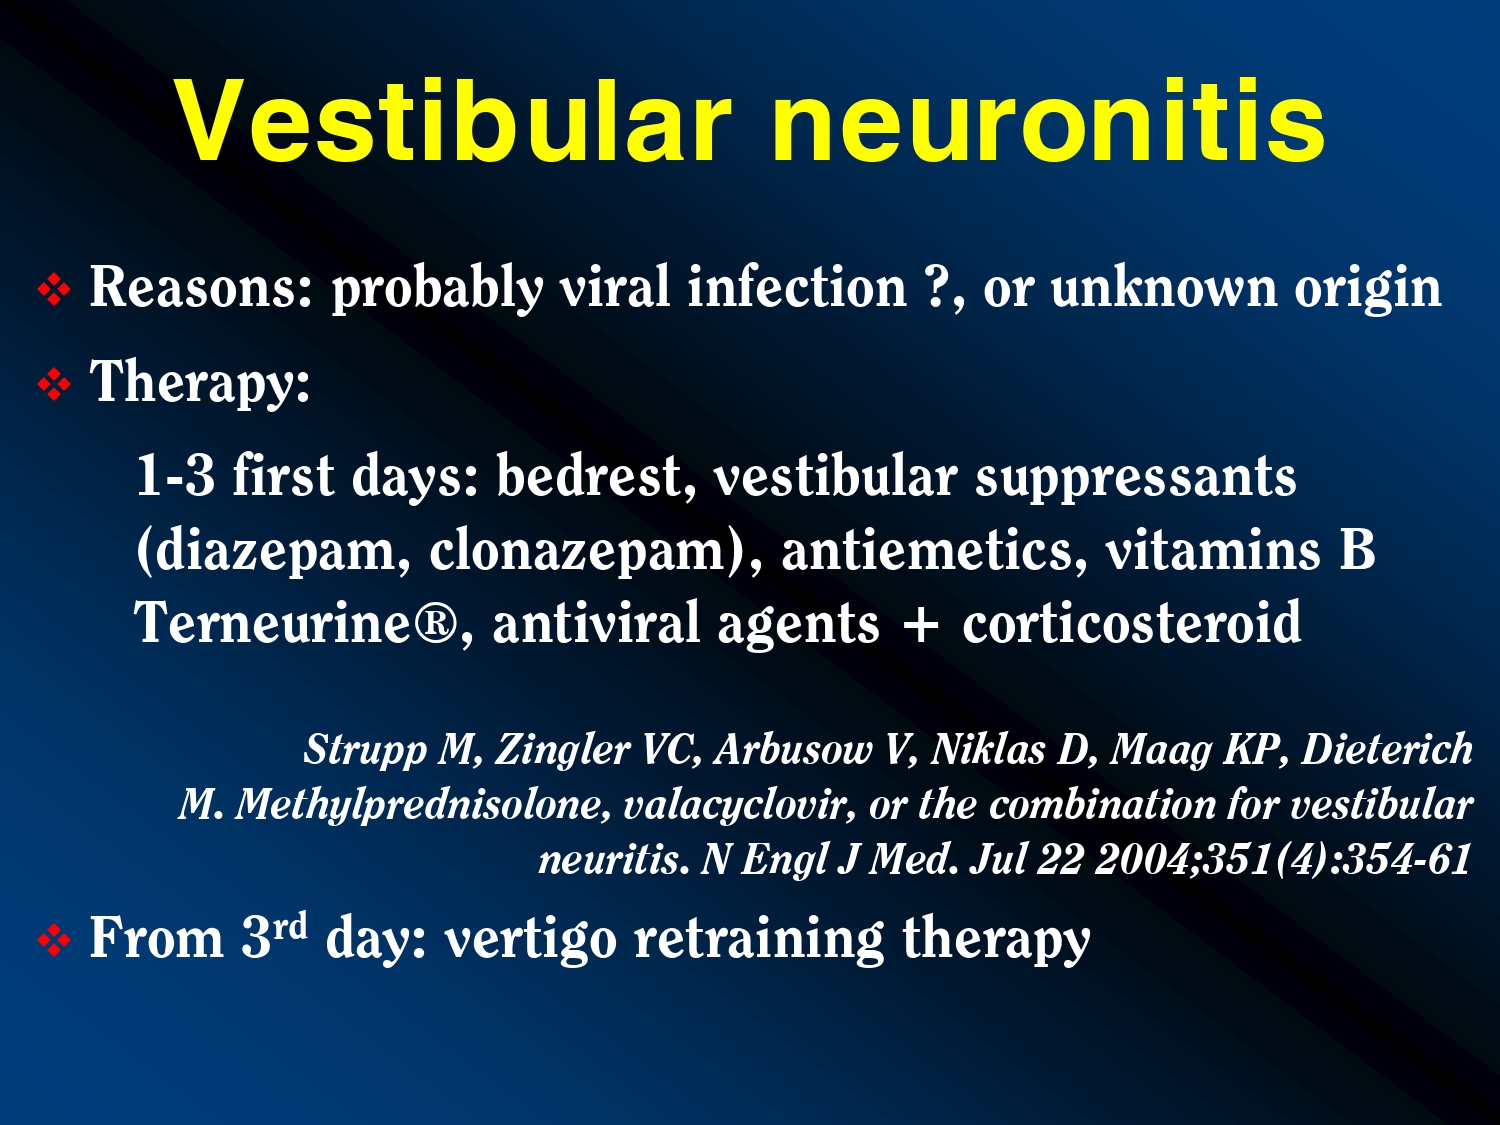 Vestibular neuronitis
Reasons: probably viral infection ?, or unknown origin
Therapy:
1-3 first days: bedrest, vestibular suppressants
(diazepam, clonazepam), antiemetics, vitamins B
Terneurine®, antiviral agents + corticosteroid
Strupp M, Zingler VC, Arbusow V, Niklas D, Maag KP, Dieterich
M. Methylprednisolone, valacyclovir, or the combination for vestibular
neuritis. N Engl J Med. Jul 22 2004;351(4):354-61
From 3rd day: vertigo retraining therapy